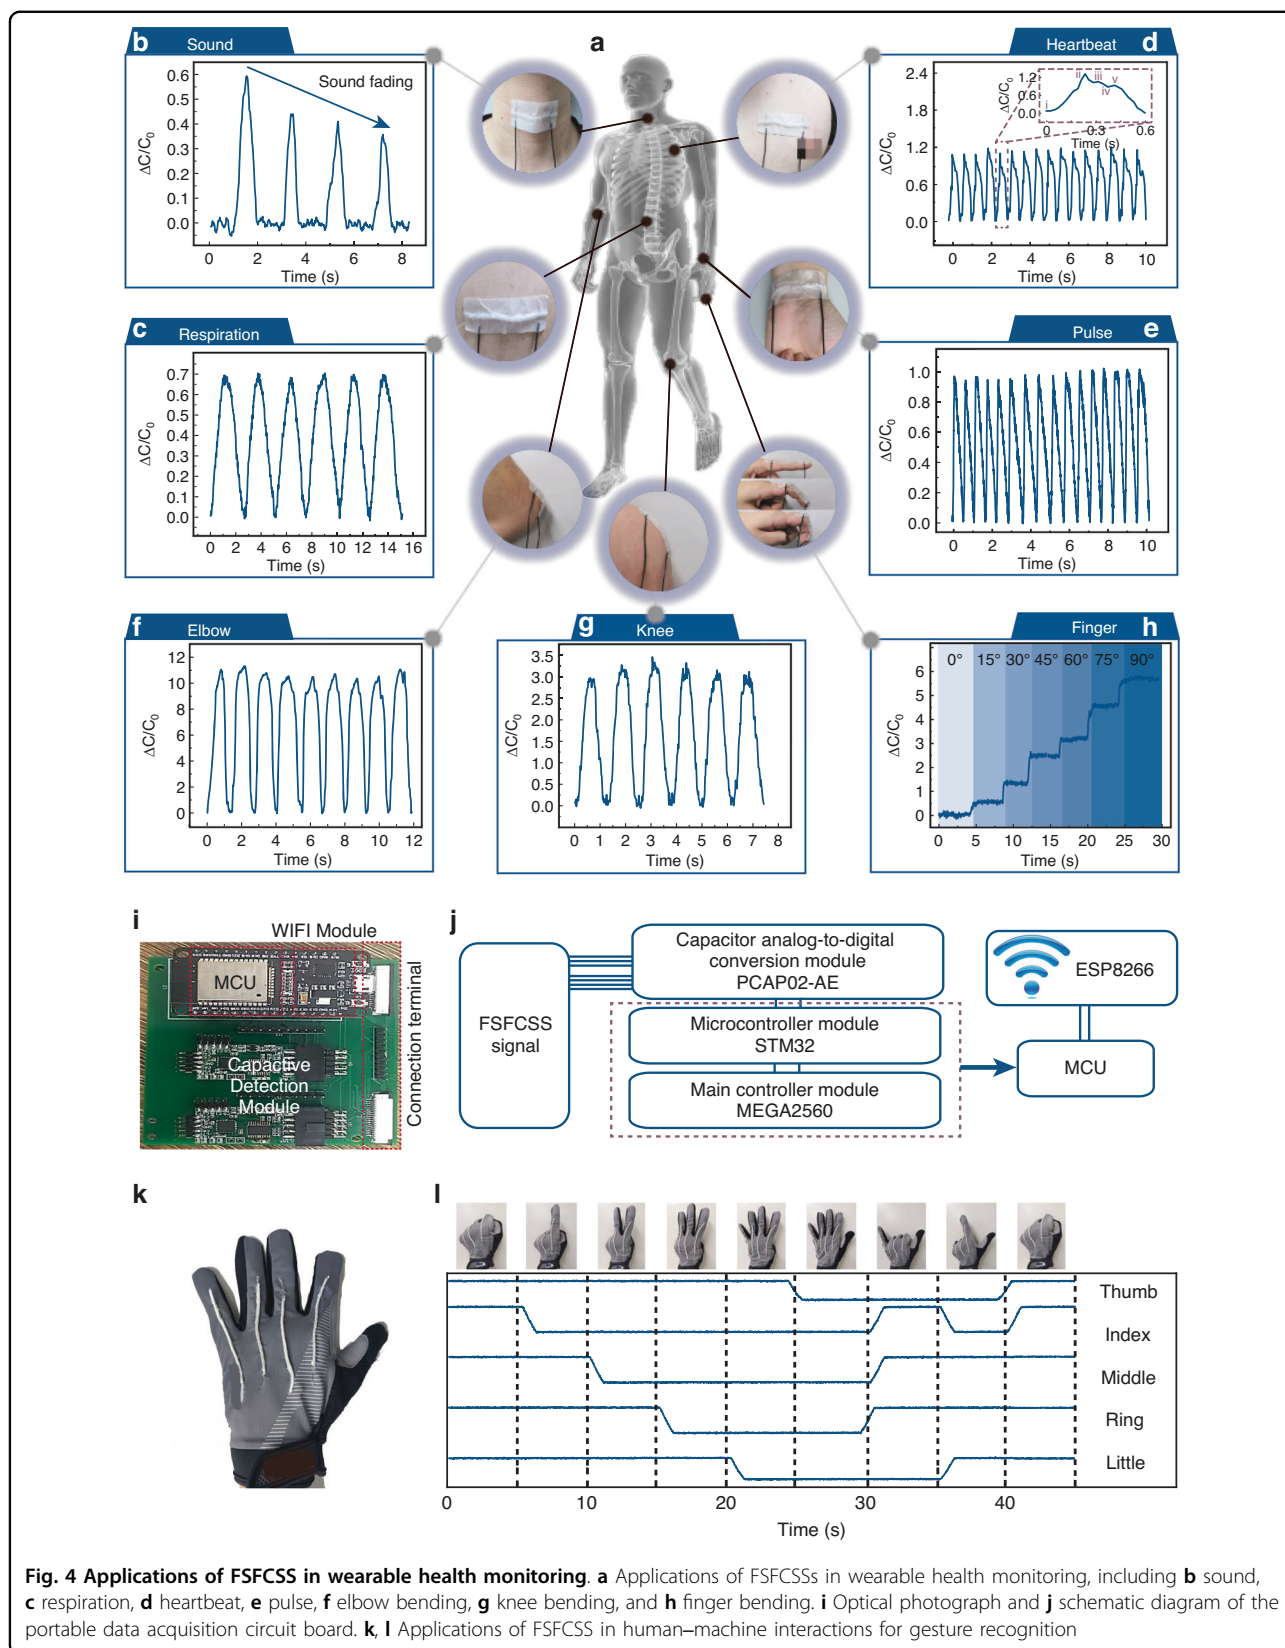 a
b Sound
0.6
0.5
0.4
0.3
0.2
0.1
0.0
ΔC/C0
Sound fading
0 2 4 6 8
Time (s)
Heartbeat d
2.4
1.8
1.2
0.6
0.0
ΔC/C0
1.2
0.6
0.0
ΔC/C0
i ii iii iv v
0 0.3 0.6
Time (s)
0 2 4 6 8 10
Time (s)
c Respiration
0.7
0.6
0.5
0.4
0.3
0.2
0.1
0.0
ΔC/C0
0 2 4 6 8 10 12 14 16
Time (s)
Pulse e
1.0
0.8
0.6
0.4
0.2
0.0
ΔC/C0
0 2 4 6 8 10
Time (s)
f Elbow
12
10
8
6
4
2
0
ΔC/C0
0 2 4 6 8 10 12
Time (s)
g Knee
3.5
3.0
2.5
2.0
1.5
1.0
0.5
0.0
ΔC/C0
0 1 2 3 4 5 6 7 8
Time (s)
Finger h
0° 15° 30° 45° 60° 75° 90°
6
5
4
3
2
1
0
ΔC/C0
0 5 10 15 20 25 30
Time (s)
i
WIFI Module
MCU
Capactive
Detection
Module
Connection terminal
j
FSFCSS
signal
Capacitor analog-to-digital
conversion module
PCAP02-AE
Microcontroller module
STM32
Main controller module
MEGA2560
ESP8266
MCU
k
l
Thumb
Index
Middle
Ring
Little
0 10 20 30 40
Time (s)
Fig. 4 Applications of FSFCSS in wearable health monitoring. a Applications of FSFCSSs in wearable health monitoring, including b sound,
c respiration, d heartbeat, e pulse, f elbow bending, g knee bending, and h finger bending. i Optical photograph and j schematic diagram of the
portable data acquisition circuit board. k, l Applications of FSFCSS in human–machine interactions for gesture recognition